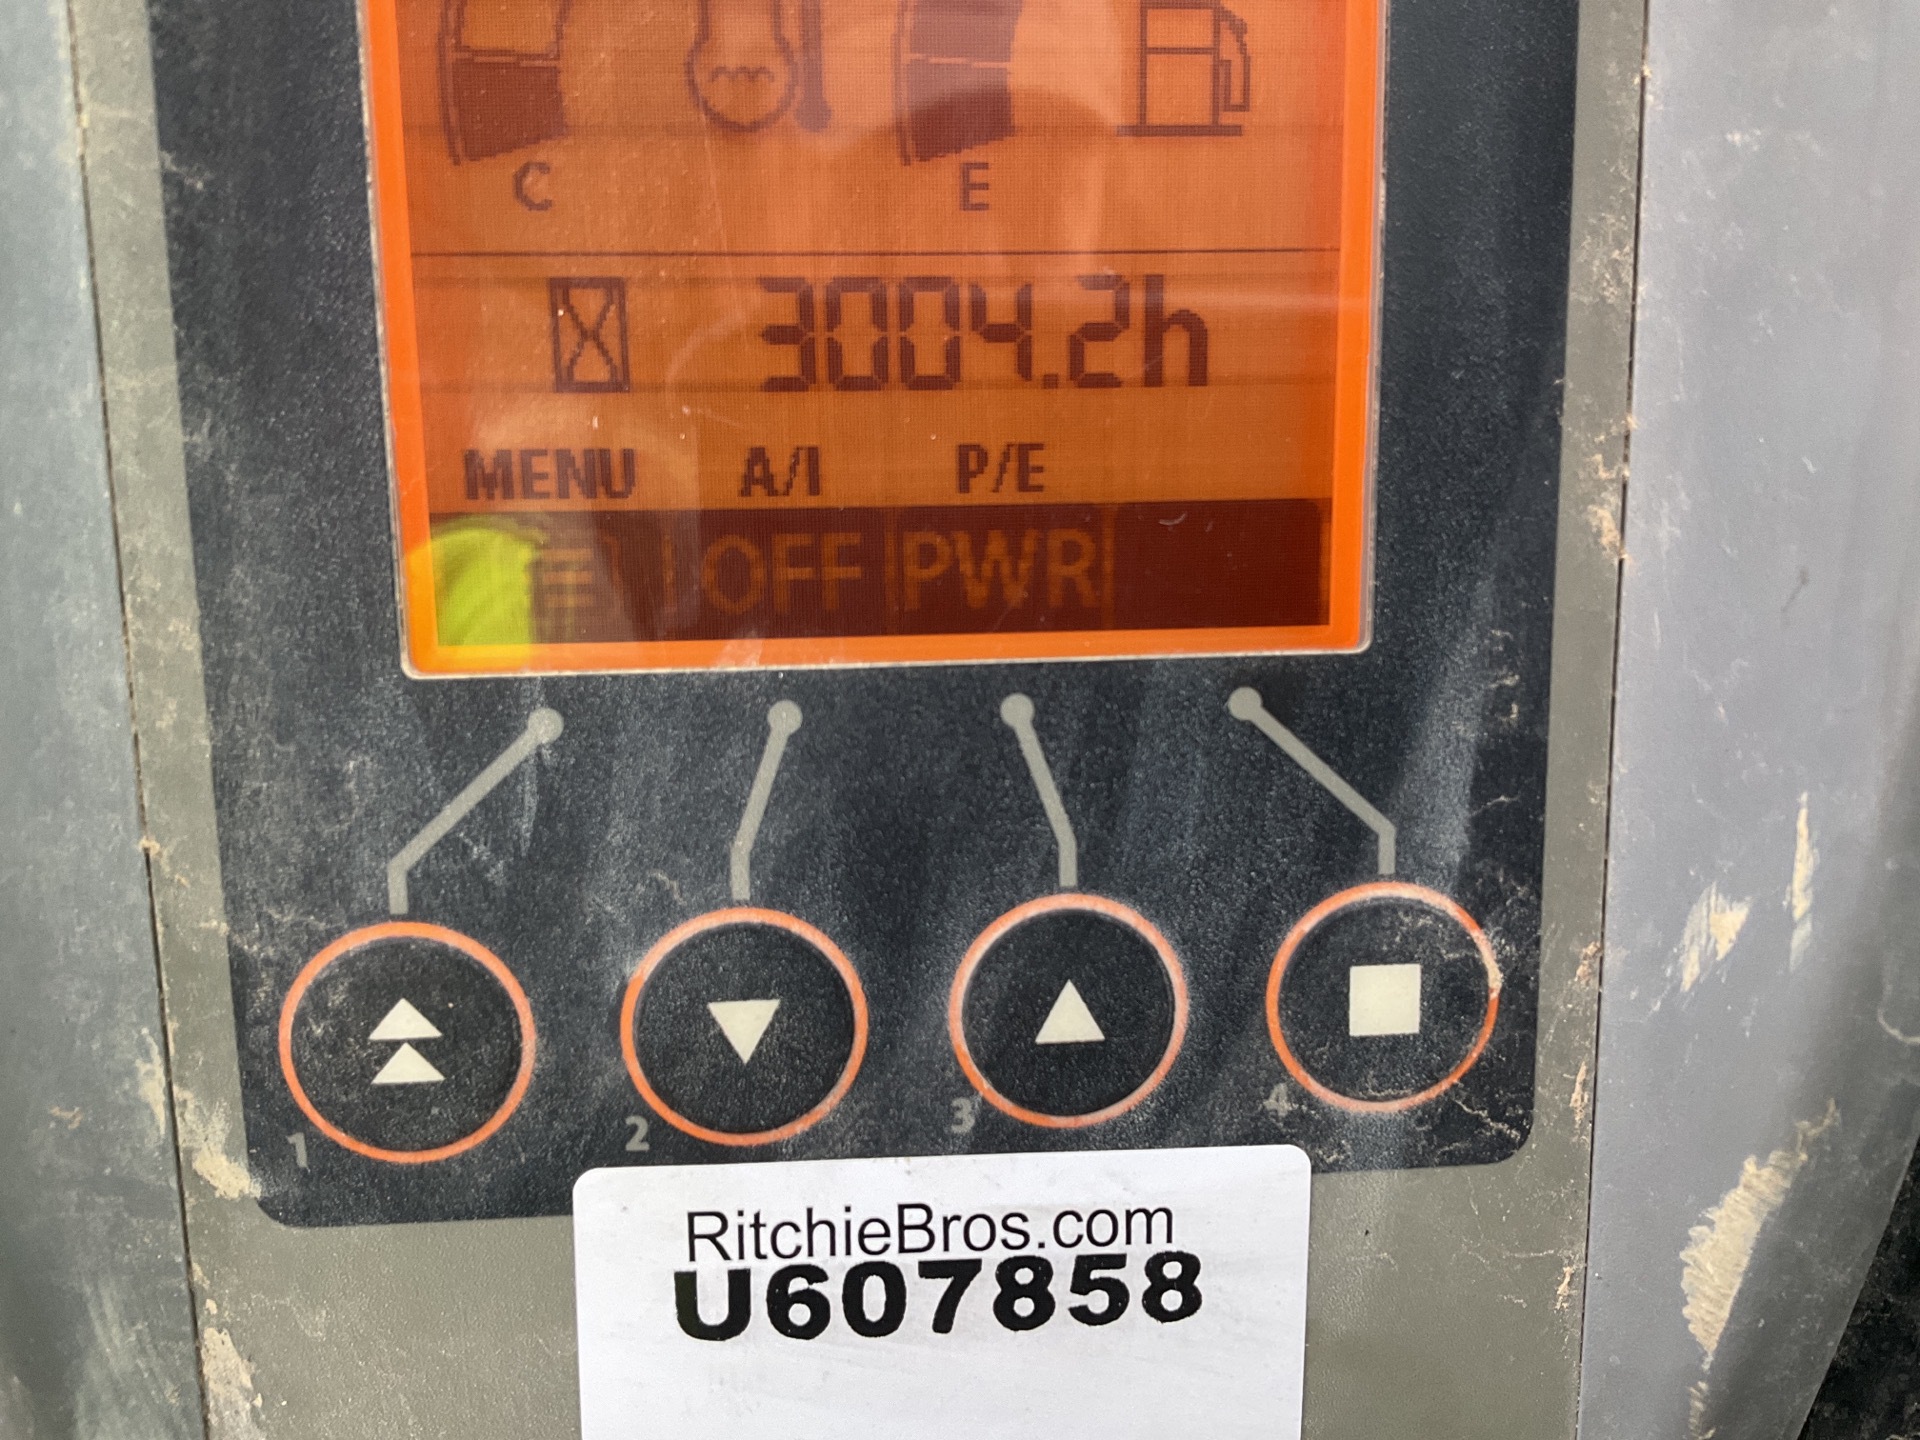 C E
3004.2h
MENU A/I P/E
OFF PWR
1 2 3 4
RitchieBros.com
U607858